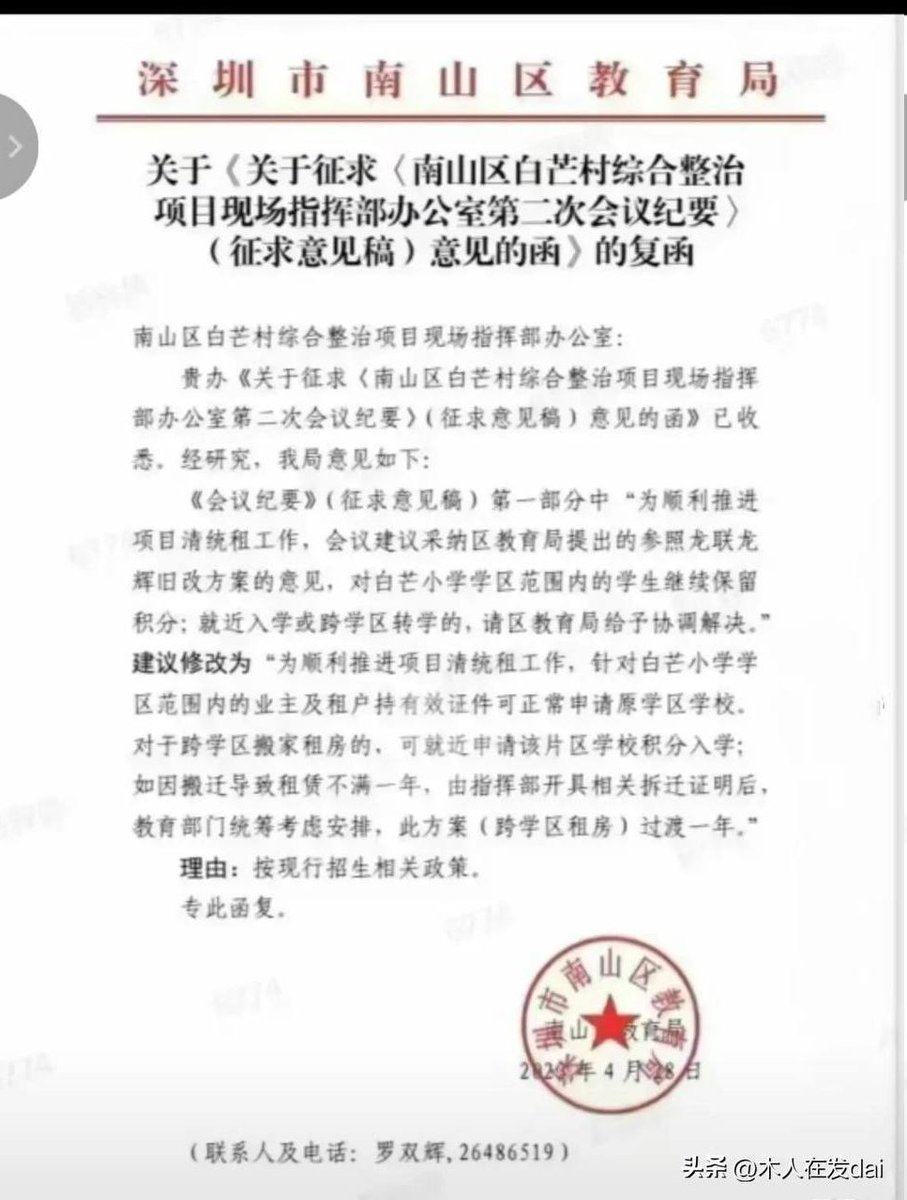 深圳市南山区教育局
关于《关于征求〈南山区白芒村综合整治
项目现场指挥部办公室第二次会议纪要〉
（征求意见稿）意见的函》的复函
南山区白芒村综合整治项目现场指挥部办公室：
贵办《关于征求〈南山区白芒村综合整治项目现场指挥
部办公室第二次会议纪要〉（征求意见稿）意见的函》已收
悉。经研究，我局意见如下：
《会议纪要》（征求意见稿）第一部分中“为顺利推进
项目清统租工作，会议建议采纳区教育局提出的参照龙联龙
辉旧改方案的意见，对白芒小学学区范围内的学生继续保留
积分；就近入学或跨学区转学的，请区教育局给予协调解决。”
建议修改为“为顺利推进项目清统租工作，针对白芒小学学
区范围内的业主及租户持有效证件可正常申请原学区学校。
对于跨学区搬家租房的，可就近申请该片区学校积分入学；
如因搬迁导致租赁不满一年，由指挥部开具相关拆迁证明后，
教育部门统筹考虑安排，此方案（跨学区租房）过渡一年。”
理由：按现行招生相关政策。
专此函复。
深圳市南山区教育局
南山区教育局
年4月28日
（联系人及电话：罗双辉，26486519）
头条 @木人在发dai